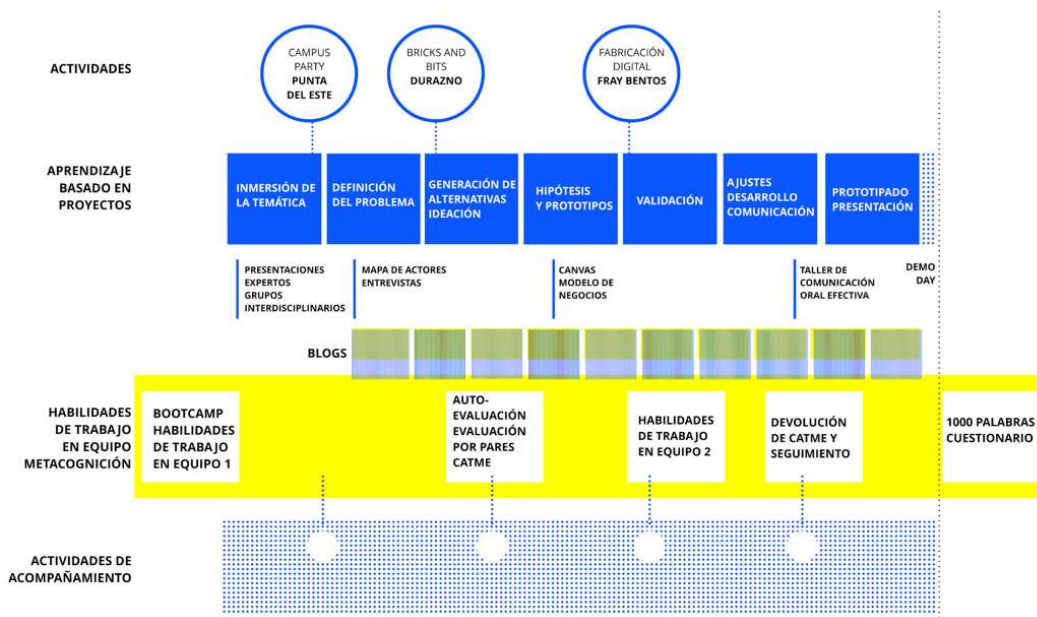 ACTIVIDADES
CAMPUS
PARTY
PUNTA
DEL ESTE
BRICKS AND
BITS
DURAZNO
FABRICACIÓN
DIGITAL
FRAY BENTOS
APRENDIZAJE
BASADO EN
PROYECTOS
INMERSIÓN DE
LA TEMÁTICA
DEFINICIÓN
DEL PROBLEMA
GENERACIÓN DE
ALTERNATIVAS
IDEACIÓN
HIPÓTESIS
Y PROTOTIPOS
VALIDACIÓN
AJUSTES
DESARROLLO
COMUNICACIÓN
PROTOTIPADO
PRESENTACIÓN
PRESENTACIONES
EXPERTOS
GRUPOS
INTERDISCIPLINARIOS
MAPA DE ACTORES
ENTREVISTAS
CANVAS
MODELO DE
NEGOCIOS
TALLER DE
COMUNICACIÓN
ORAL EFECTIVA
DEMO
DAY
BLOGS
HABILIDADES
DE TRABAJO
EN EQUIPO
METACOGNICIÓN
BOOTCAMP
HABILIDADES
DE TRABAJO
EN EQUIPO 1
AUTO-
EVALUACIÓN
EVALUACIÓN
POR PARES
CATME
HABILIDADES
DE TRABAJO
EN EQUIPO 2
DEVOLUCIÓN
DE CATME Y
SEGUIMIENTO
1000 PALABRAS
CUESTIONARIO
ACTIVIDADES DE
ACOMPAÑAMIENTO